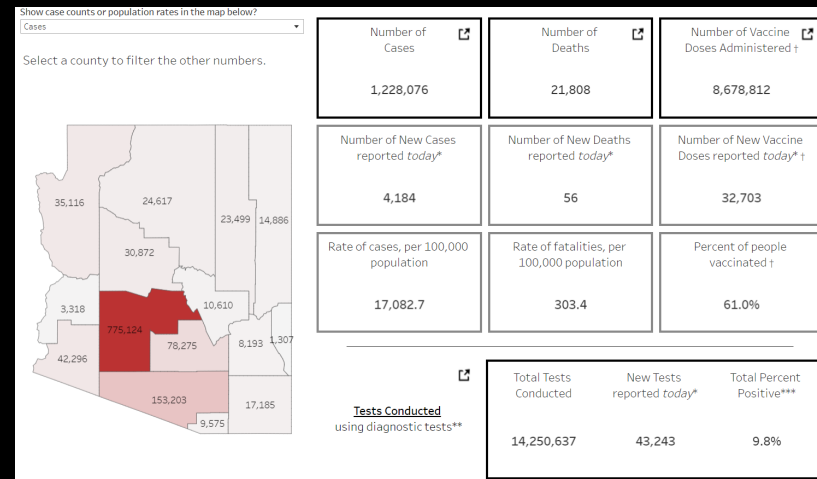 Show case counts or population rates in the map below?
Cases
Select a county to filter the other numbers.
35,116
24,617
23,499
14,886
30,872
3,318
10,610
775,124
78,275
8,193
1,307
42,296
153,203
17,185
9,575
Number of
Cases
1,228,076
Number of
Deaths
21,808
Number of Vaccine
Doses Administered †
8,678,812
Number of New Cases
reported today*
4,184
Number of New Deaths
reported today*
56
Number of New Vaccine
Doses reported today* †
32,703
Rate of cases, per 100,000
population
17,082.7
Rate of fatalities, per
100,000 population
303.4
Percent of people
vaccinated †
61.0%
Tests Conducted
using diagnostic tests**
Total Tests
Conducted
14,250,637
New Tests
reported today*
43,243
Total Percent
Positive***
9.8%